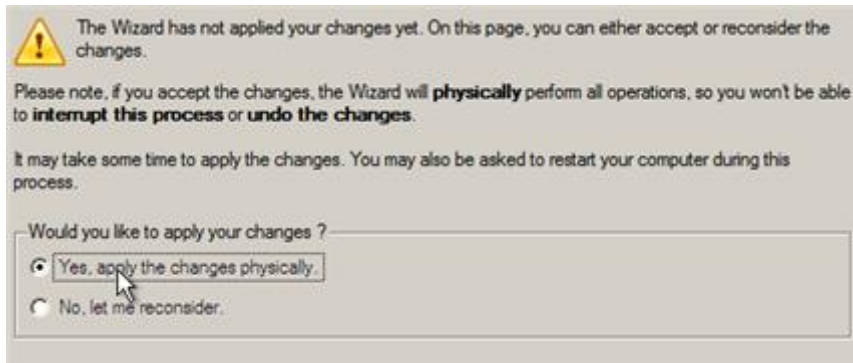 The Wizard has not applied your changes yet. On this page, you can either accept or reconsider the
changes.
Please note, if you accept the changes, the Wizard will physically perform all operations, so you won't be able
to interrupt this process or undo the changes.
It may take some time to apply the changes. You may also be asked to restart your computer during this
process.
Would you like to apply your changes ?
Yes, apply the changes physically.
No, let me reconsider.